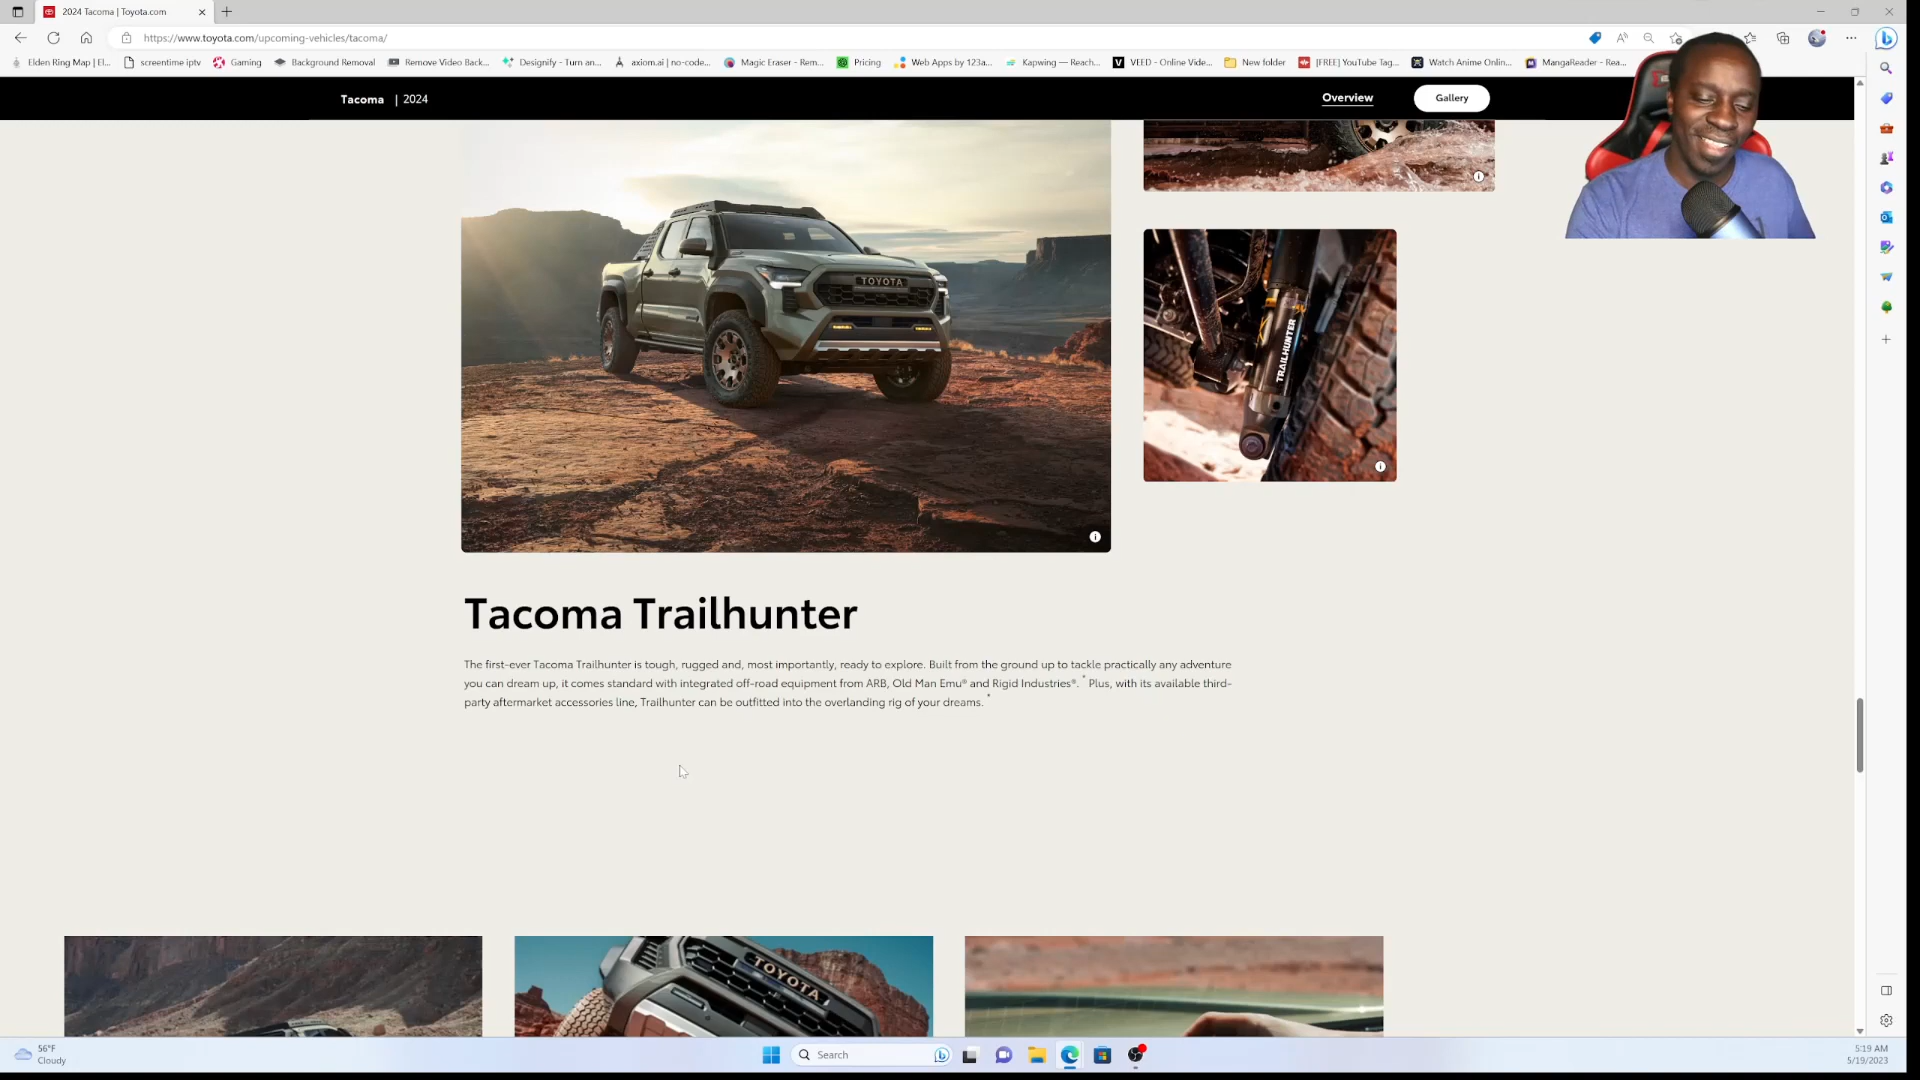 2024 Tacoma | Toyota.com
https://www.toyota.com/upcoming-vehicles/tacoma/
Elden Ring Map | El...
screentime iptv
Gaming
Background Removal
Remove Video Back...
Designify - Turn an...
axiom.ai | no-code...
Magic Eraser - Rem...
Pricing
Web Apps by 123a...
Kapwing — Reach...
VEED - Online Vide...
New folder
[FREE] YouTube Tag...
Watch Anime Onlin...
MangaReader - Rea...
Tacoma | 2024
Overview
Gallery
TOYOTA
TRAILHUNTER
Tacoma Trailhunter
The first-ever Tacoma Trailhunter is tough, rugged and, most importantly, ready to explore. Built from the ground up to tackle practically any adventure
you can dream up, it comes standard with integrated off-road equipment from ARB, Old Man Emu® and Rigid Industries®. * Plus, with its available third-
party aftermarket accessories line, Trailhunter can be outfitted into the overlanding rig of your dreams. *
TOYOTA
56°F
Cloudy
Search
5:19 AM
5/19/2023